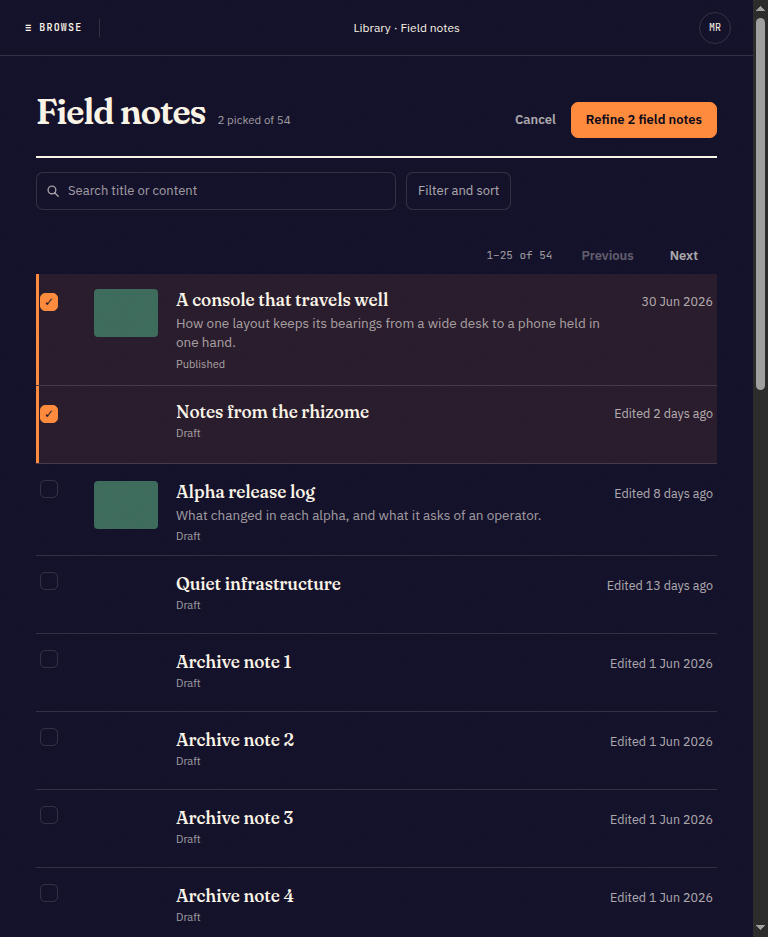 ≡ BROWSE
Library · Field notes
MR
Field notes
2 picked of 54
Cancel
Refine 2 field notes
Search title or content
Filter and sort
1–25 of 54
Previous
Next
✓
A console that travels well
30 Jun 2026
How one layout keeps its bearings from a wide desk to a phone held in
one hand.
Published
✓
Notes from the rhizome
Edited 2 days ago
Draft
Alpha release log
Edited 8 days ago
What changed in each alpha, and what it asks of an operator.
Draft
Quiet infrastructure
Edited 13 days ago
Draft
Archive note 1
Edited 1 Jun 2026
Draft
Archive note 2
Edited 1 Jun 2026
Draft
Archive note 3
Edited 1 Jun 2026
Draft
Archive note 4
Edited 1 Jun 2026
Draft